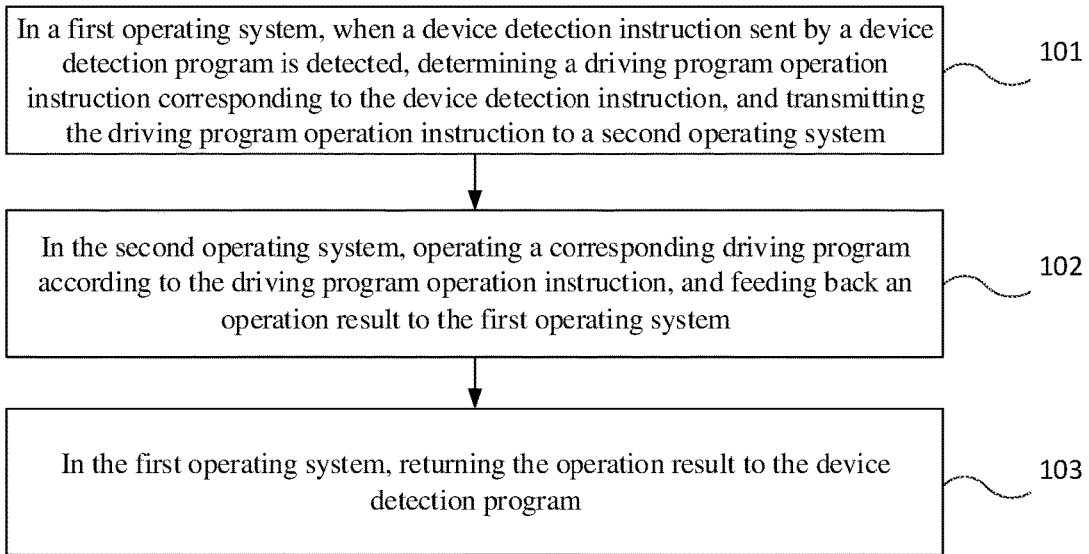 In a first operating system, when a device detection instruction sent by a device
detection program is detected, determining a driving program operation
instruction corresponding to the device detection instruction, and transmitting
the driving program operation instruction to a second operating system
101
In the second operating system, operating a corresponding driving program
according to the driving program operation instruction, and feeding back an
operation result to the first operating system
102
In the first operating system, returning the operation result to the device
detection program
103